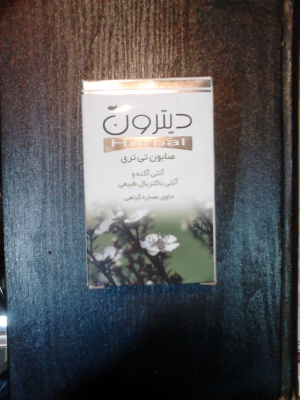 دیترون
Herbal
صابون تی تری
آنتی آکنه و
آنتی باکتریال طبیعی
حاوی عصاره گیاهی